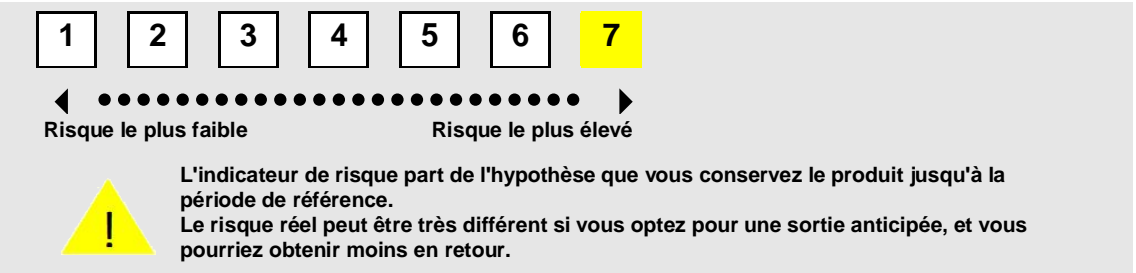 1 2 3 4 5 6 7
Risque le plus faible Risque le plus élevé
L'indicateur de risque part de l'hypothèse que vous conservez le produit jusqu'à la
période de référence.
Le risque réel peut être très différent si vous optez pour une sortie anticipée, et vous
pourriez obtenir moins en retour.
!